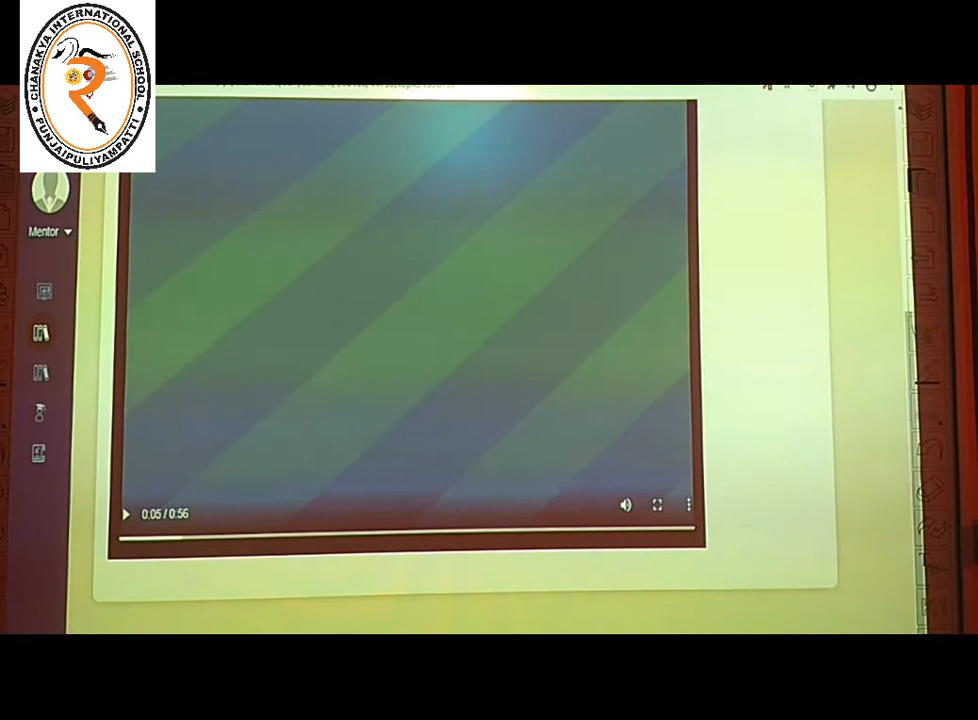 CHANAKYA INTERNATIONAL SCHOOL
• PUNJAIPULIYAMPATTI •
Mentor
0:05 / 0:56